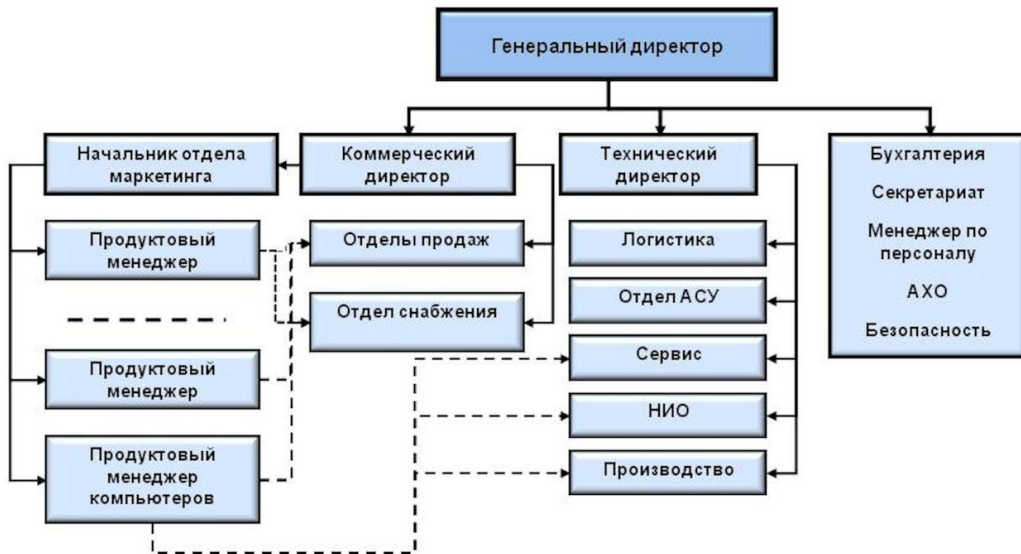 Генеральный директор
Начальник отдела
маркетинга
Коммерческий
директор
Технический
директор
Бухгалтерия
Секретариат
Менеджер по
персоналу
АХО
Безопасность
Продуктовый
менеджер
Отделы продаж
Логистика
Отдел снабжения
Отдел АСУ
Продуктовый
менеджер
Сервис
НИО
Продуктовый
менеджер
компьютеров
Производство